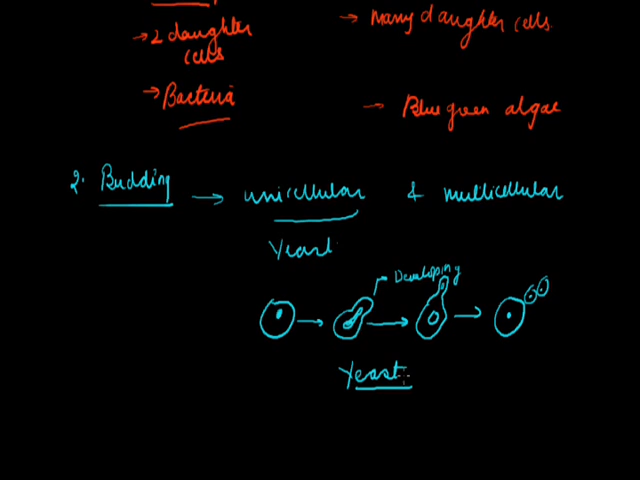 → 2 daughter cells
→ many daughter cells
→ Bacteria
→ Blue green algae
2. Budding → unicellular & multicellular
Yeast
Developing
Yeast